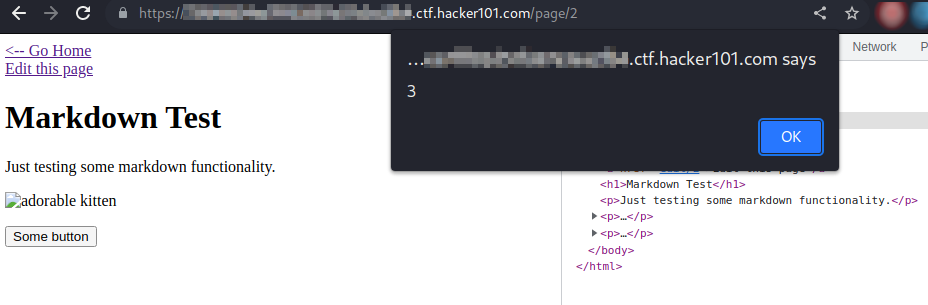 https:// .ctf.hacker101.com/page/2
<-- Go Home
Edit this page
Markdown Test
Just testing some markdown functionality.
adorable kitten
Some button
... .ctf.hacker101.com says
3
OK
Network
Per
<h1>Markdown Test</h1>
<p>Just testing some markdown functionality.</p>
<p>…</p>
<p>…</p>
</body>
</html>